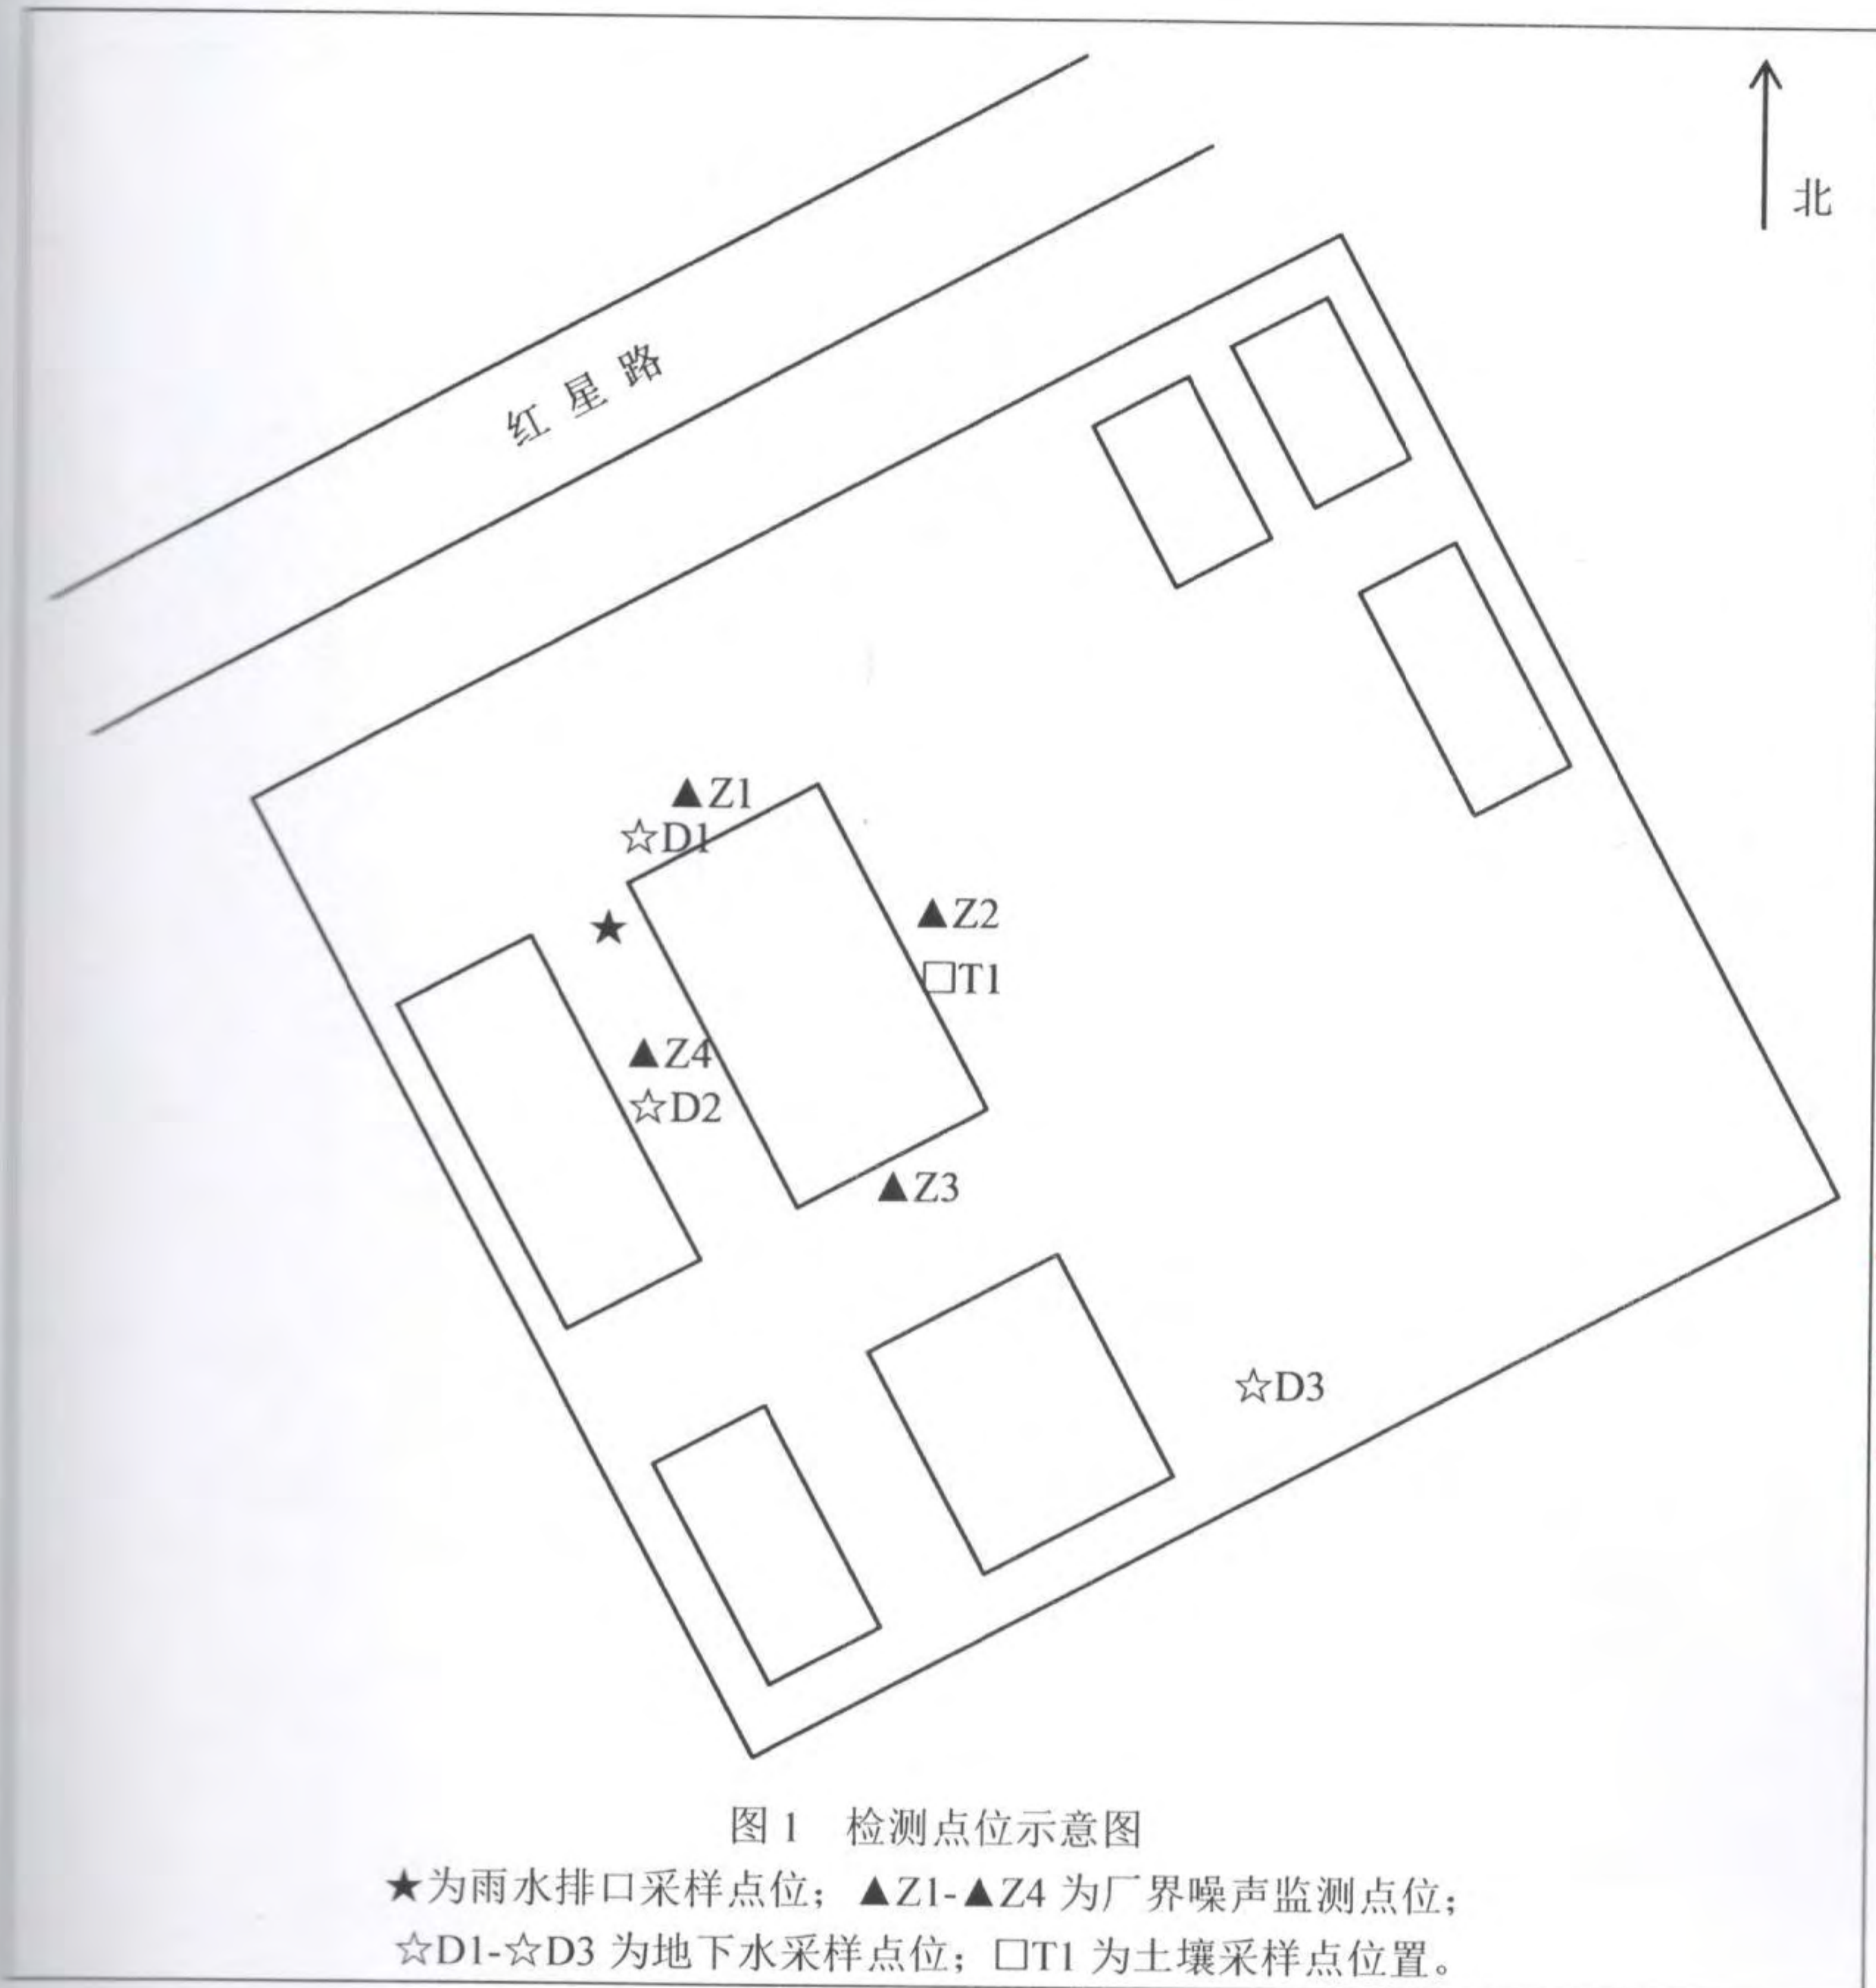 北
红星路
▲Z1
☆D1
★
▲Z2
□T1
▲Z4
☆D2
▲Z3
☆D3
图 1 检测点位示意图
★为雨水排口采样点位；▲Z1-▲Z4 为厂界噪声监测点位；
☆D1-☆D3 为地下水采样点位；□T1 为土壤采样点位置。